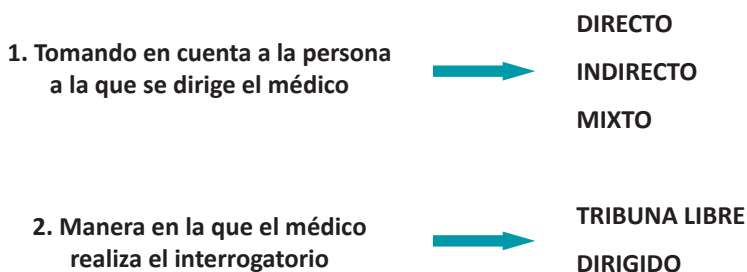 1. Tomando en cuenta a la persona
a la que se dirige el médico
DIRECTO
INDIRECTO
MIXTO
2. Manera en la que el médico
realiza el interrogatorio
TRIBUNA LIBRE
DIRIGIDO